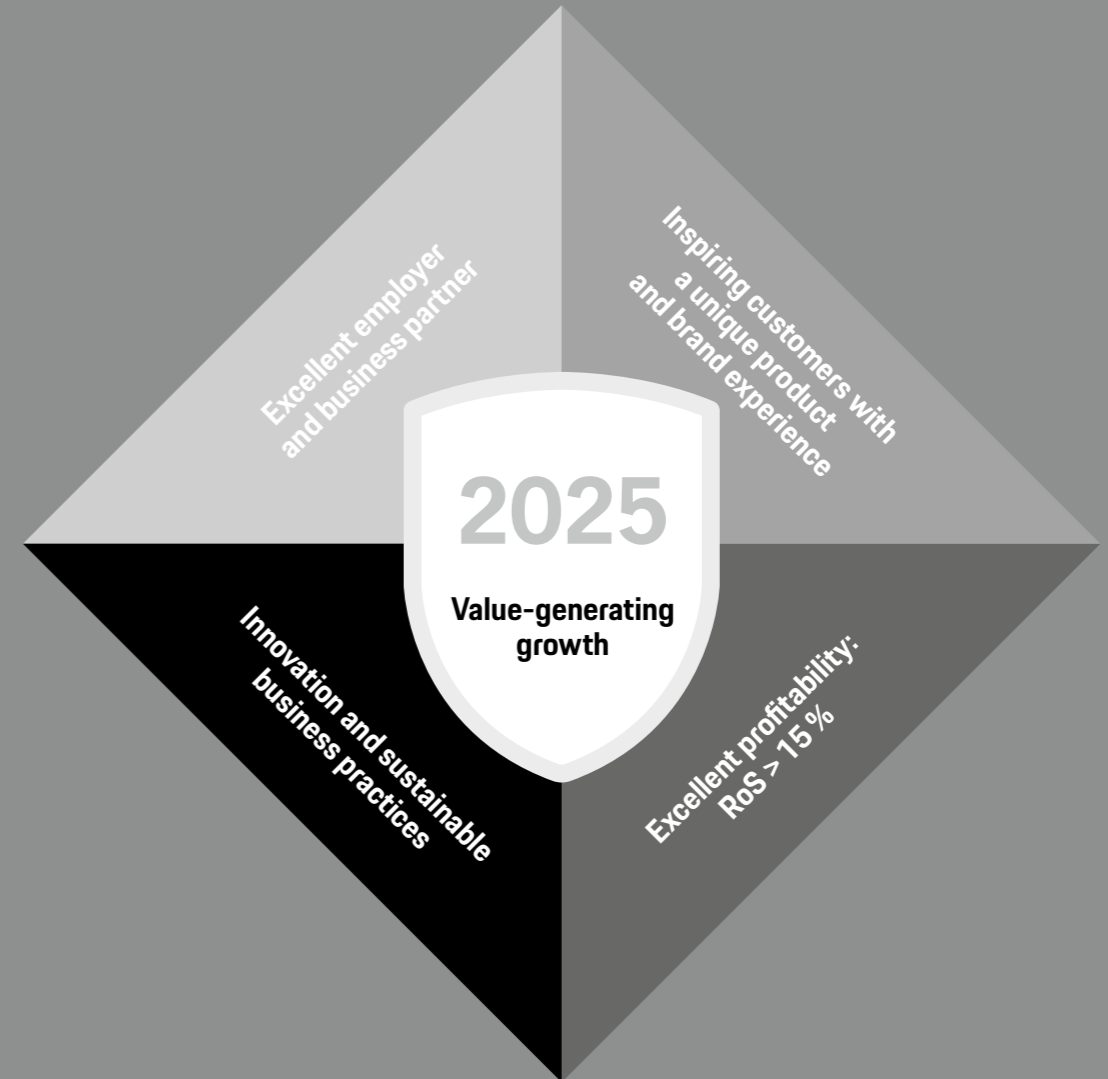 Excellent employer
and business partner
Inspiring customers with
a unique product
and brand experience
2025
Value-generating
growth
Innovation and sustainable
business practices
Excellent profitability:
RoS > 15 %